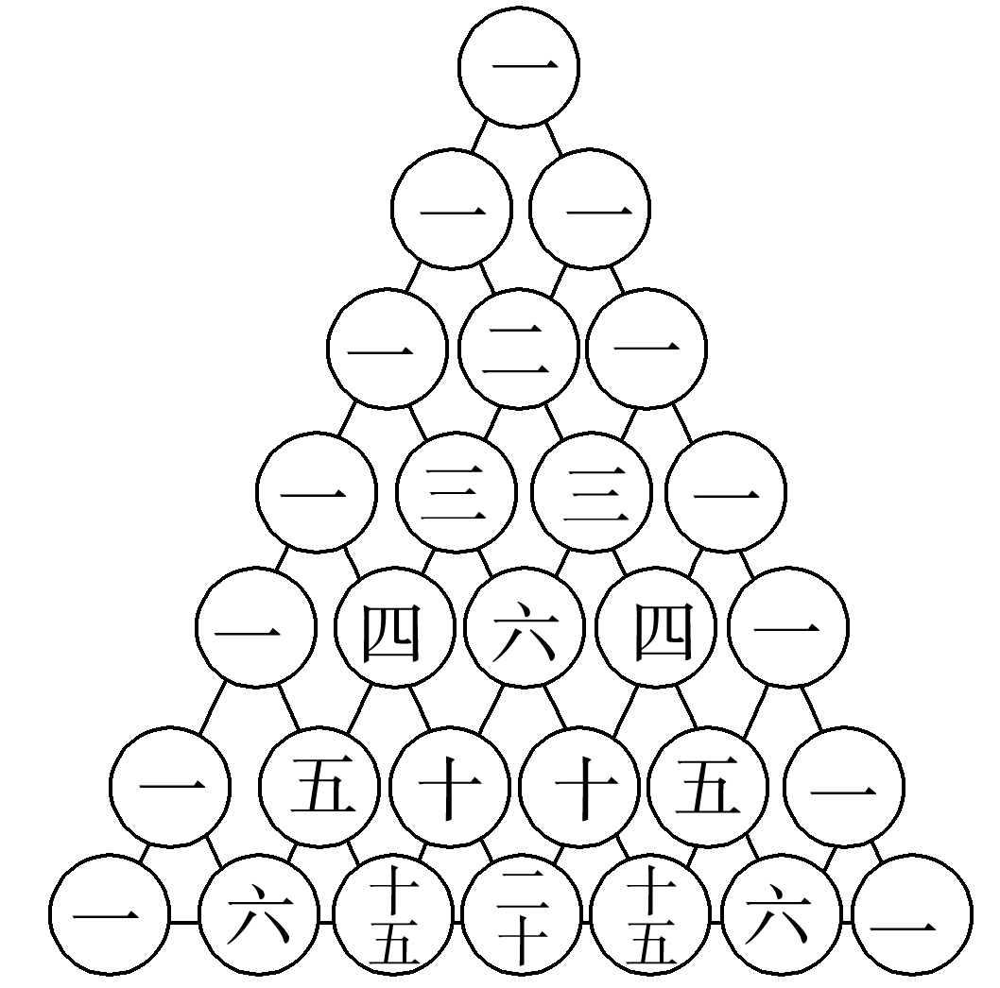 一
一 一
一 二 一
一 三 三 一
一 四 六 四 一
一 五 十 十 五 一
一 六 十五 二十 十五 六 一